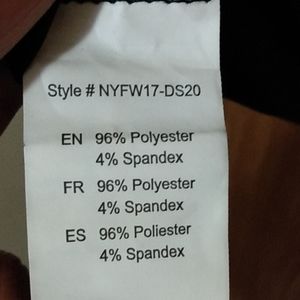 Style # NYFW17-DS20
EN 96% Polyester
4% Spandex
FR 96% Polyester
4% Spandex
ES 96% Poliester
4% Spandex